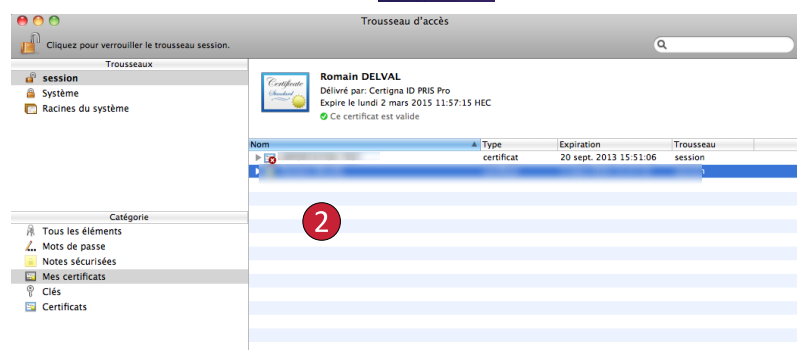 Trousseau d'accès
Cliquez pour verrouiller le trousseau session.
Trousseaux
session
Système
Racines du système
Certificate
Standard
Romain DELVAL
Délivré par: Certigna ID PRIS Pro
Expire le lundi 2 mars 2015 11:57:15 HEC
Ce certificat est valide
Nom Type Expiration Trousseau
certificat 20 sept. 2013 15:51:06 session
2
Catégorie
Tous les éléments
Mots de passe
Notes sécurisées
Mes certificats
Clés
Certificats